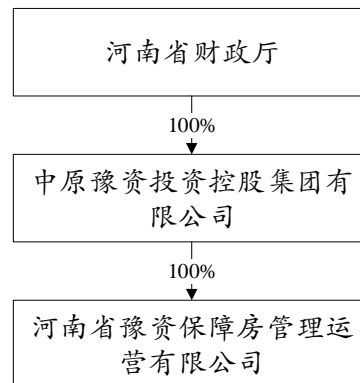 河南省财政厅
100%
中原豫资投资控股集团有
限公司
100%
河南省豫资保障房管理运
营有限公司